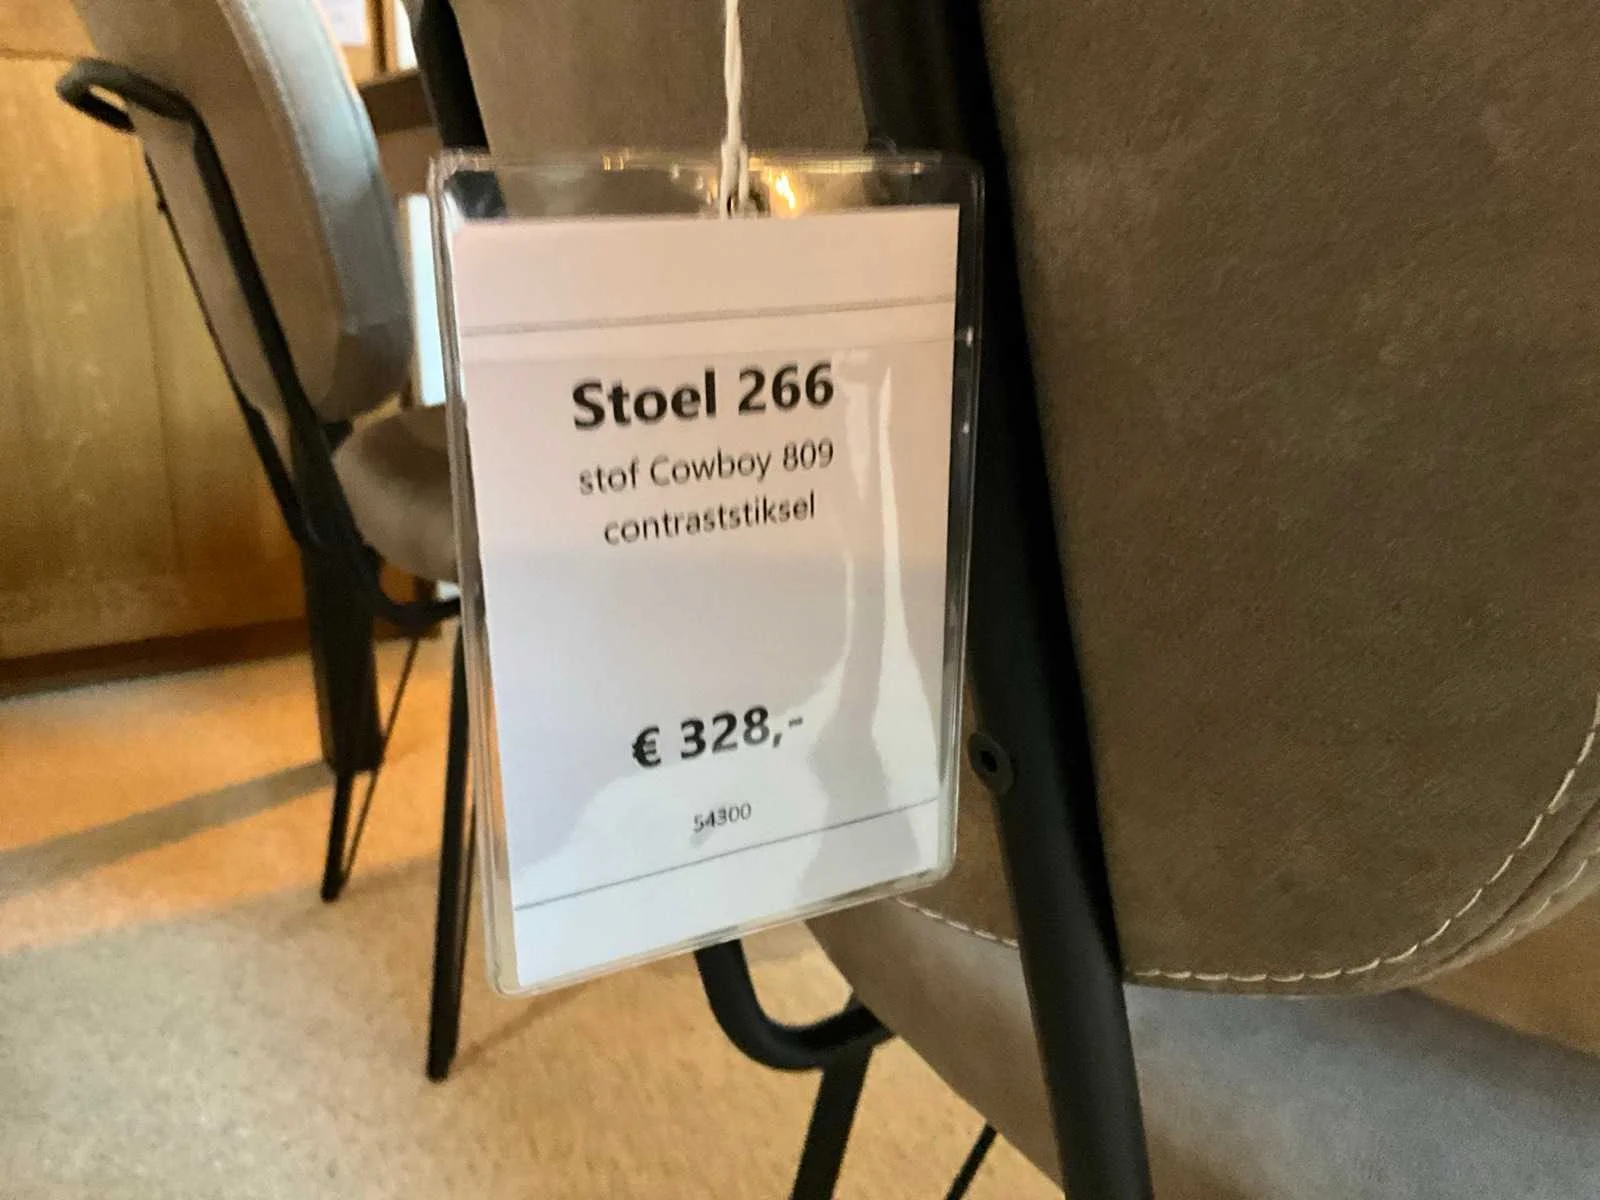 Stoel 266
stof Cowboy 809
contraststiksel
€ 328,-
54300